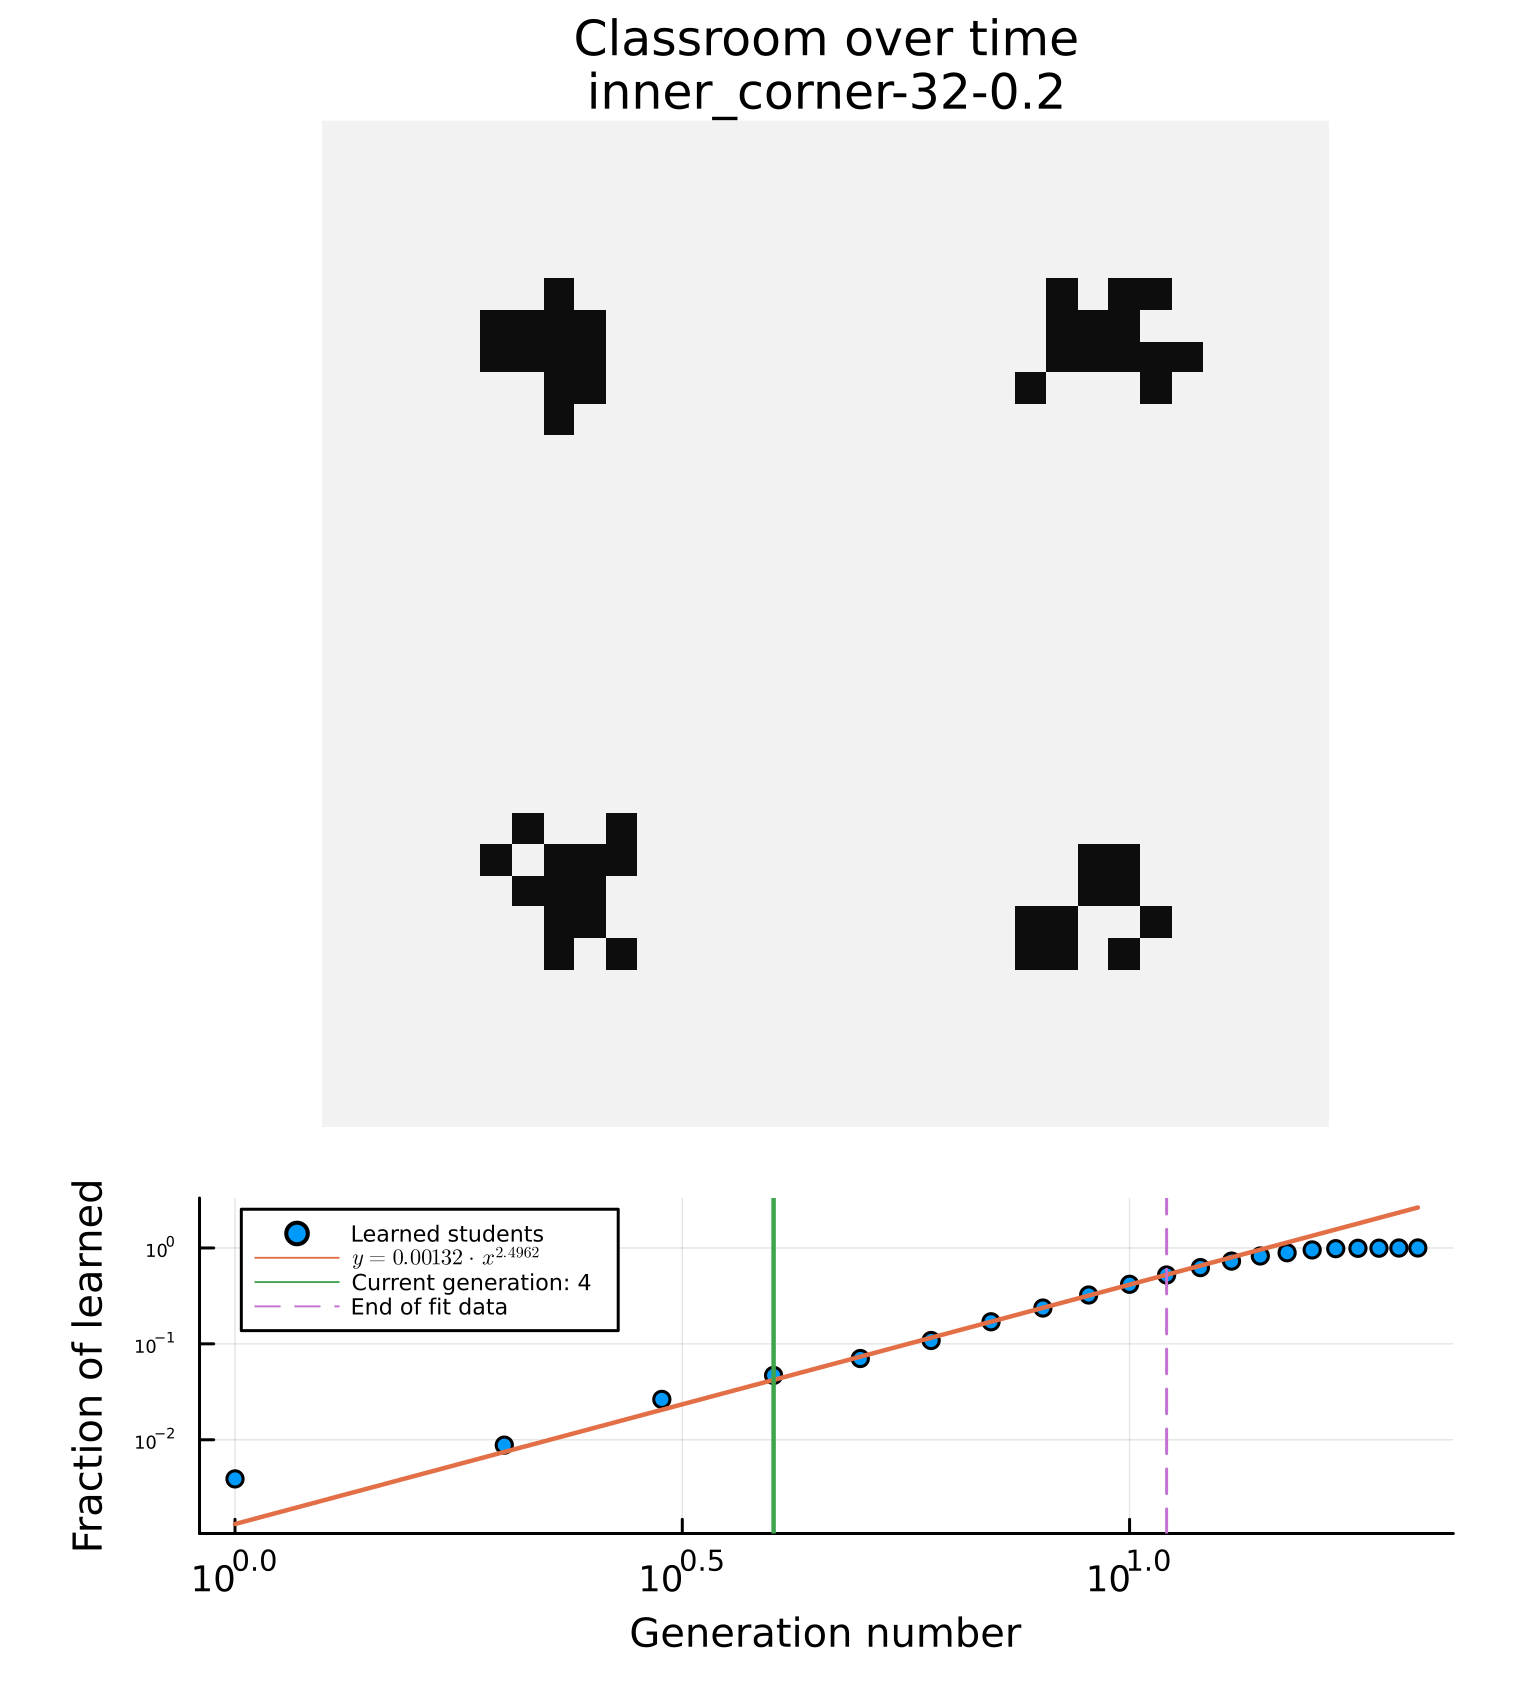 Classroom over time
inner_corner-32-0.2
Fraction of learned
10^0
10^-1
10^-2
Learned students
y = 0.00132 · x^2.4962
Current generation: 4
End of fit data
10^0.0
10^0.5
10^1.0
Generation number